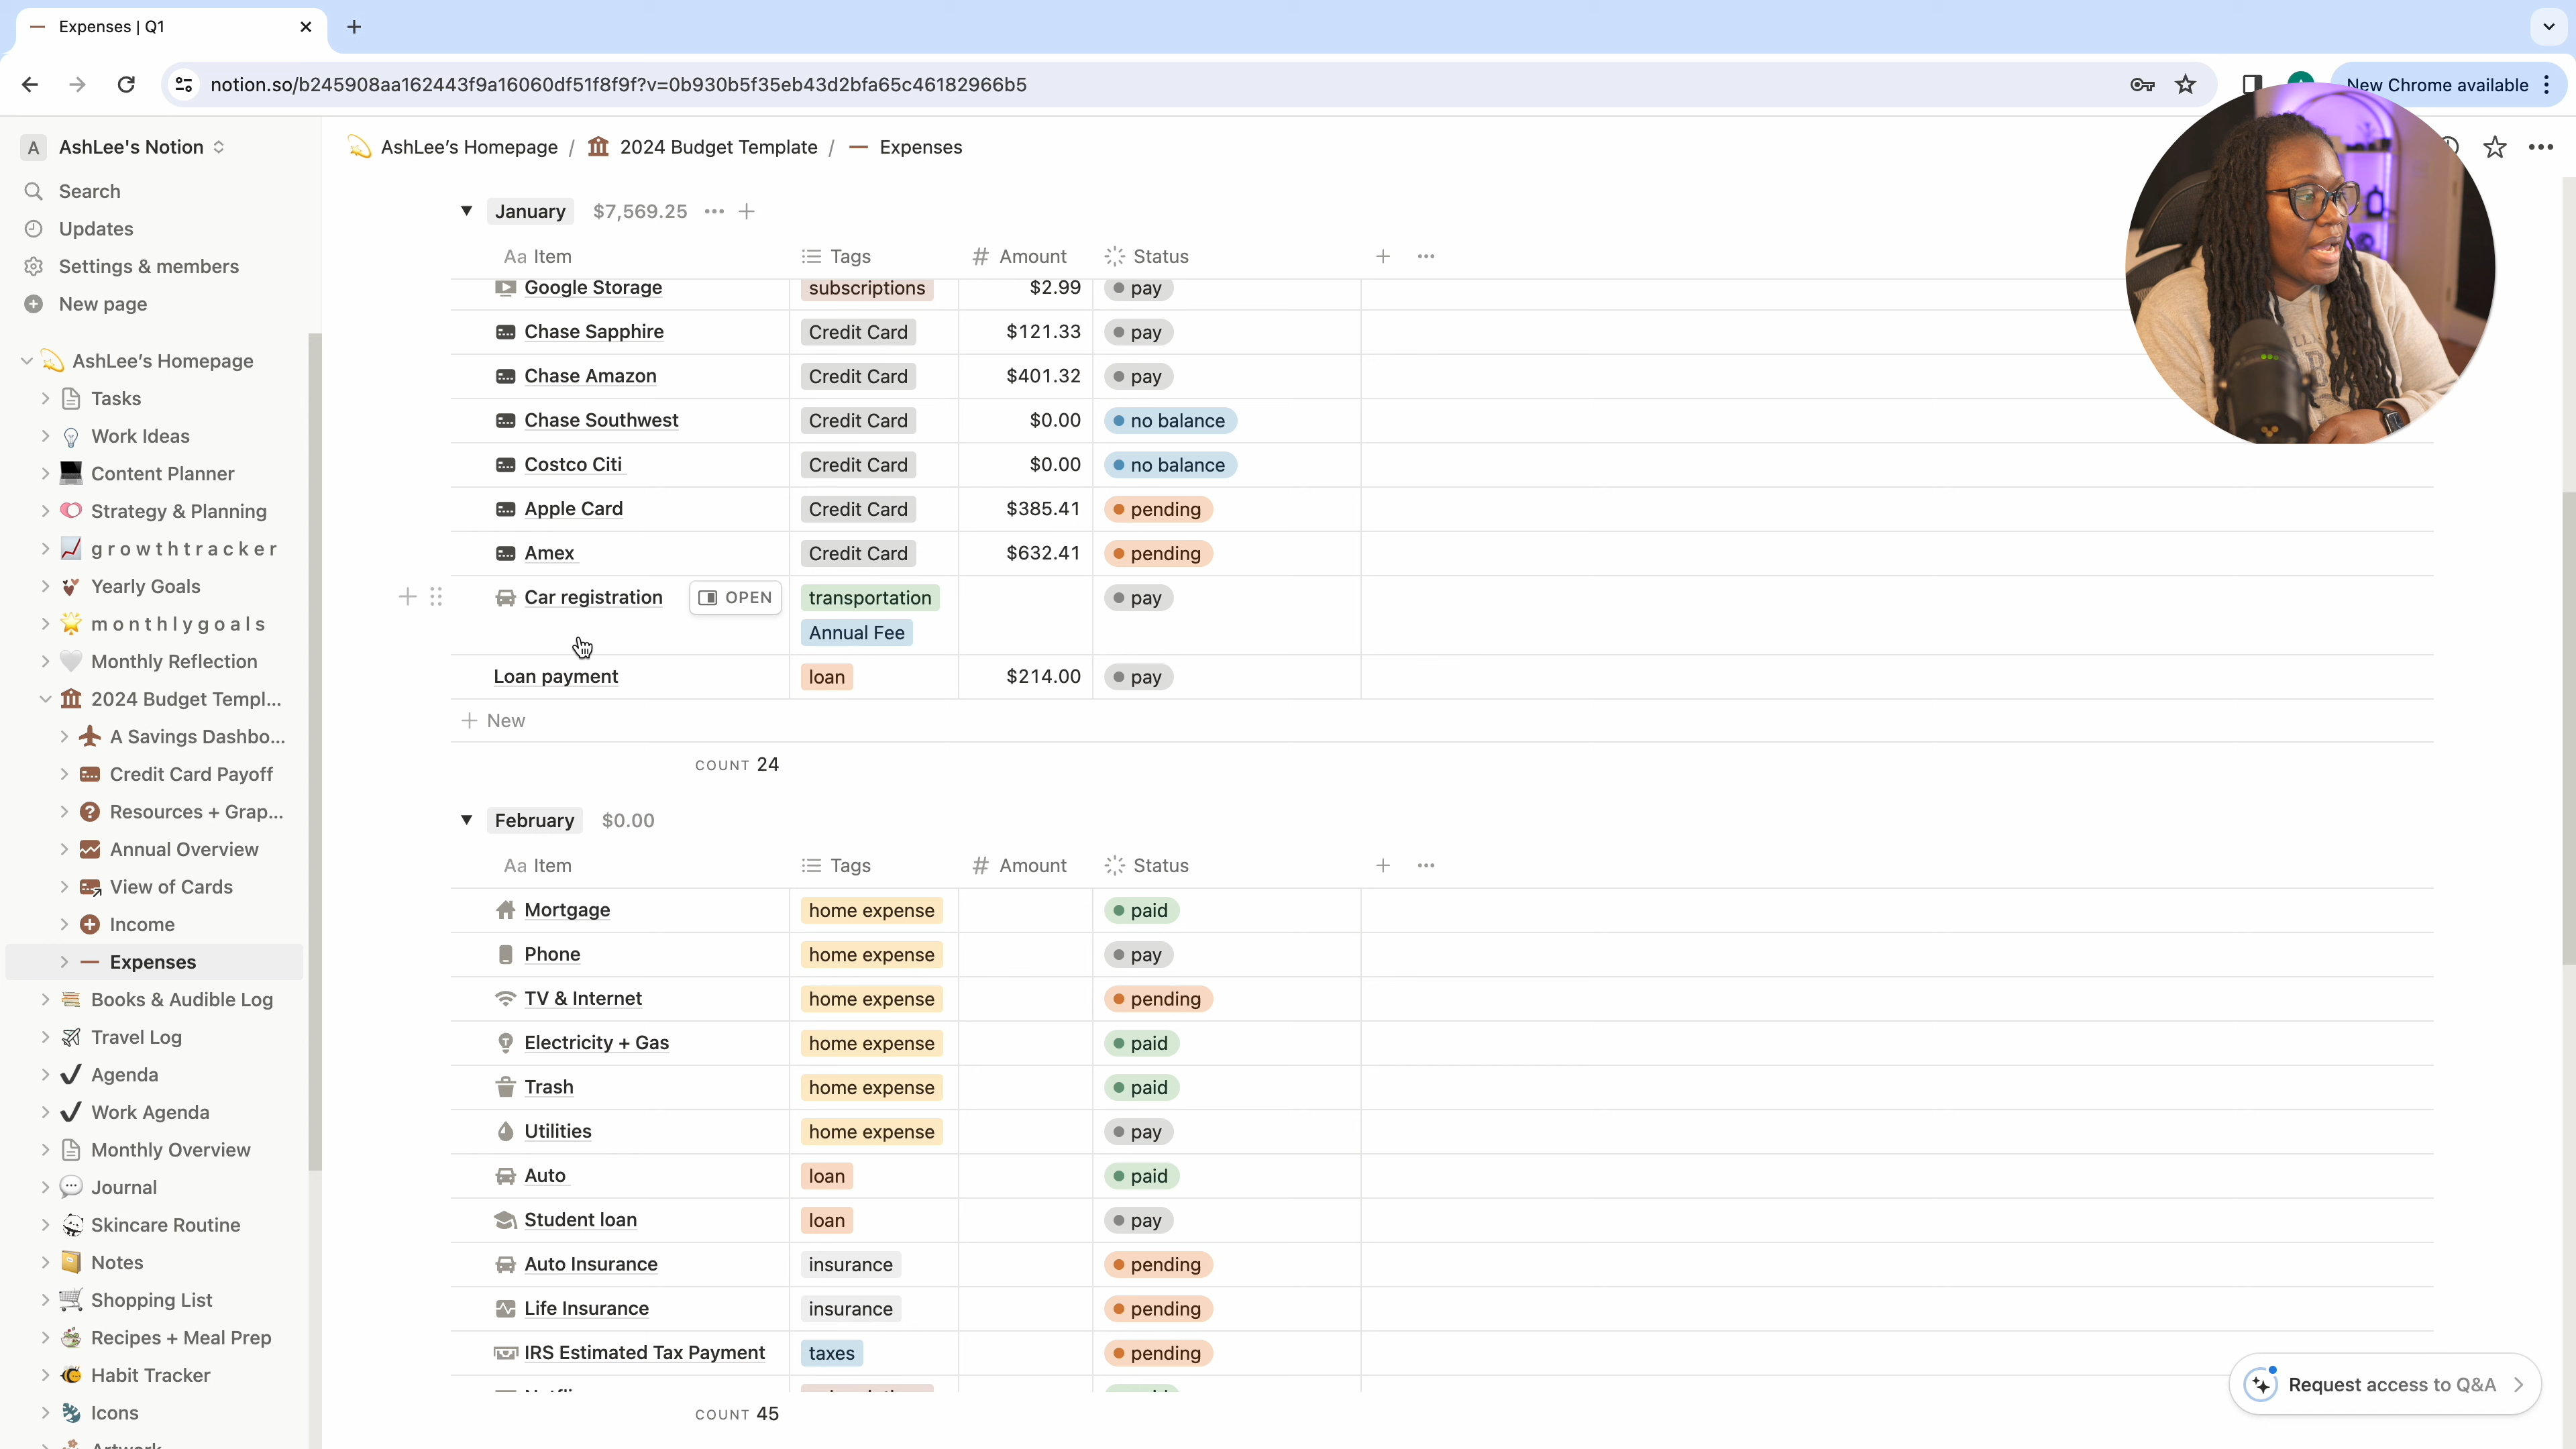 Expenses | Q1
notion.so/b245908aa162443f9a16060df51f8f9f?v=0b930b5f35eb43d2bfa65c46182966b5
New Chrome available
A AshLee's Notion
Search
Updates
Settings & members
New page
AshLee's Homepage
Tasks
Work Ideas
Content Planner
Strategy & Planning
g r o w t h t r a c k e r
Yearly Goals
m o n t h l y g o a l s
Monthly Reflection
2024 Budget Templ...
A Savings Dashbo...
Credit Card Payoff
Resources + Grap...
Annual Overview
View of Cards
Income
Expenses
Books & Audible Log
Travel Log
Agenda
Work Agenda
Monthly Overview
Journal
Skincare Routine
Notes
Shopping List
Recipes + Meal Prep
Habit Tracker
Icons
AshLee's Homepage / 2024 Budget Template / Expenses
January $7,569.25
Aa Item Tags # Amount Status
Google Storage subscriptions $2.99 pay
Chase Sapphire Credit Card $121.33 pay
Chase Amazon Credit Card $401.32 pay
Chase Southwest Credit Card $0.00 no balance
Costco Citi Credit Card $0.00 no balance
Apple Card Credit Card $385.41 pending
Amex Credit Card $632.41 pending
Car registration OPEN transportation pay
Annual Fee
Loan payment loan $214.00 pay
+ New
COUNT 24
February $0.00
Aa Item Tags # Amount Status
Mortgage home expense paid
Phone home expense pay
TV & Internet home expense pending
Electricity + Gas home expense paid
Trash home expense paid
Utilities home expense pay
Auto loan paid
Student loan loan pay
Auto Insurance insurance pending
Life Insurance insurance pending
IRS Estimated Tax Payment taxes pending
COUNT 45
Request access to Q&A